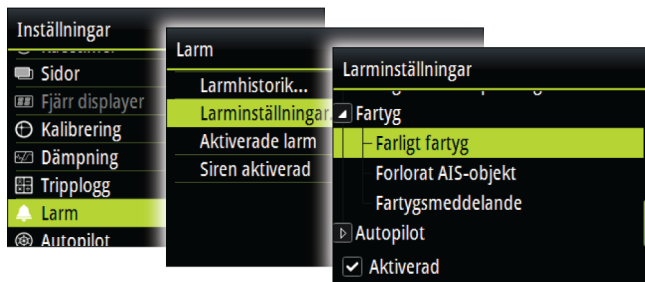 Inställningar
Sidor
Fjärr displayer
Kalibrering
Dämpning
Tripplogg
Larm
Autopilot
Larm
Larmhistorik...
Larminställningar
Aktiverade larm
Siren aktiverad
Larminställningar
Fartyg
Farligt fartyg
Forlorat AIS-objekt
Fartygsmeddelande
Autopilot
Aktiverad